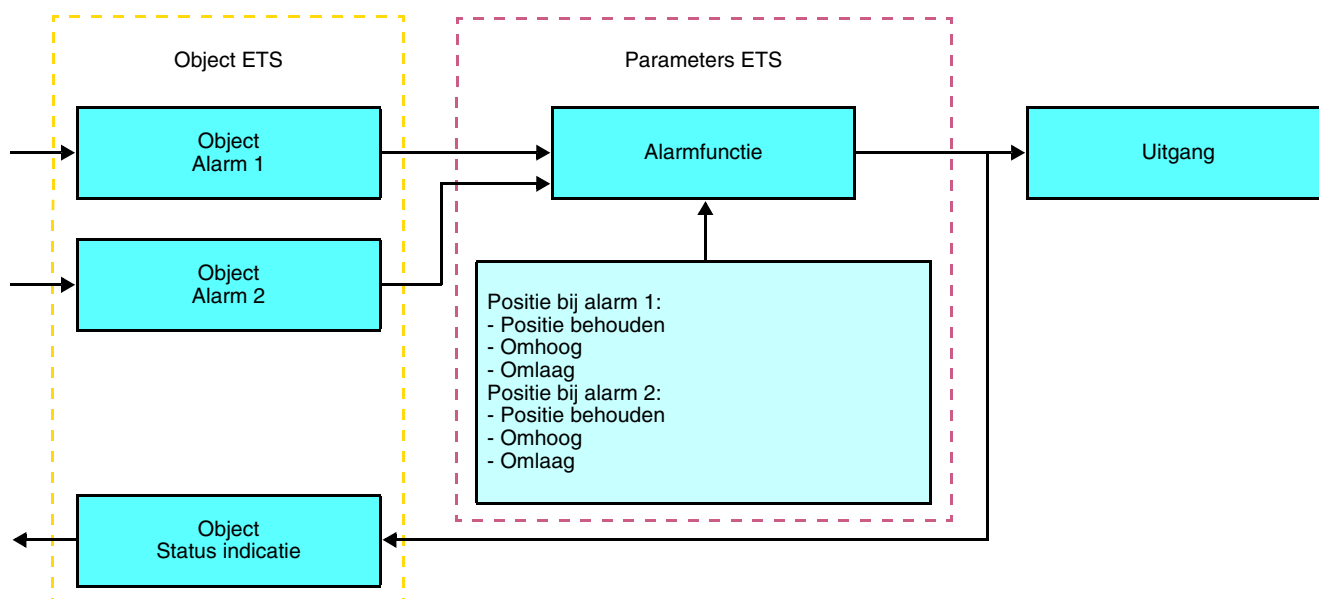 Object ETS
Parameters ETS
Object
Alarm 1
Alarmfunctie
Uitgang
Object
Alarm 2
Positie bij alarm 1:
- Positie behouden
- Omhoog
- Omlaag
Positie bij alarm 2:
- Positie behouden
- Omhoog
- Omlaag
Object
Status indicatie